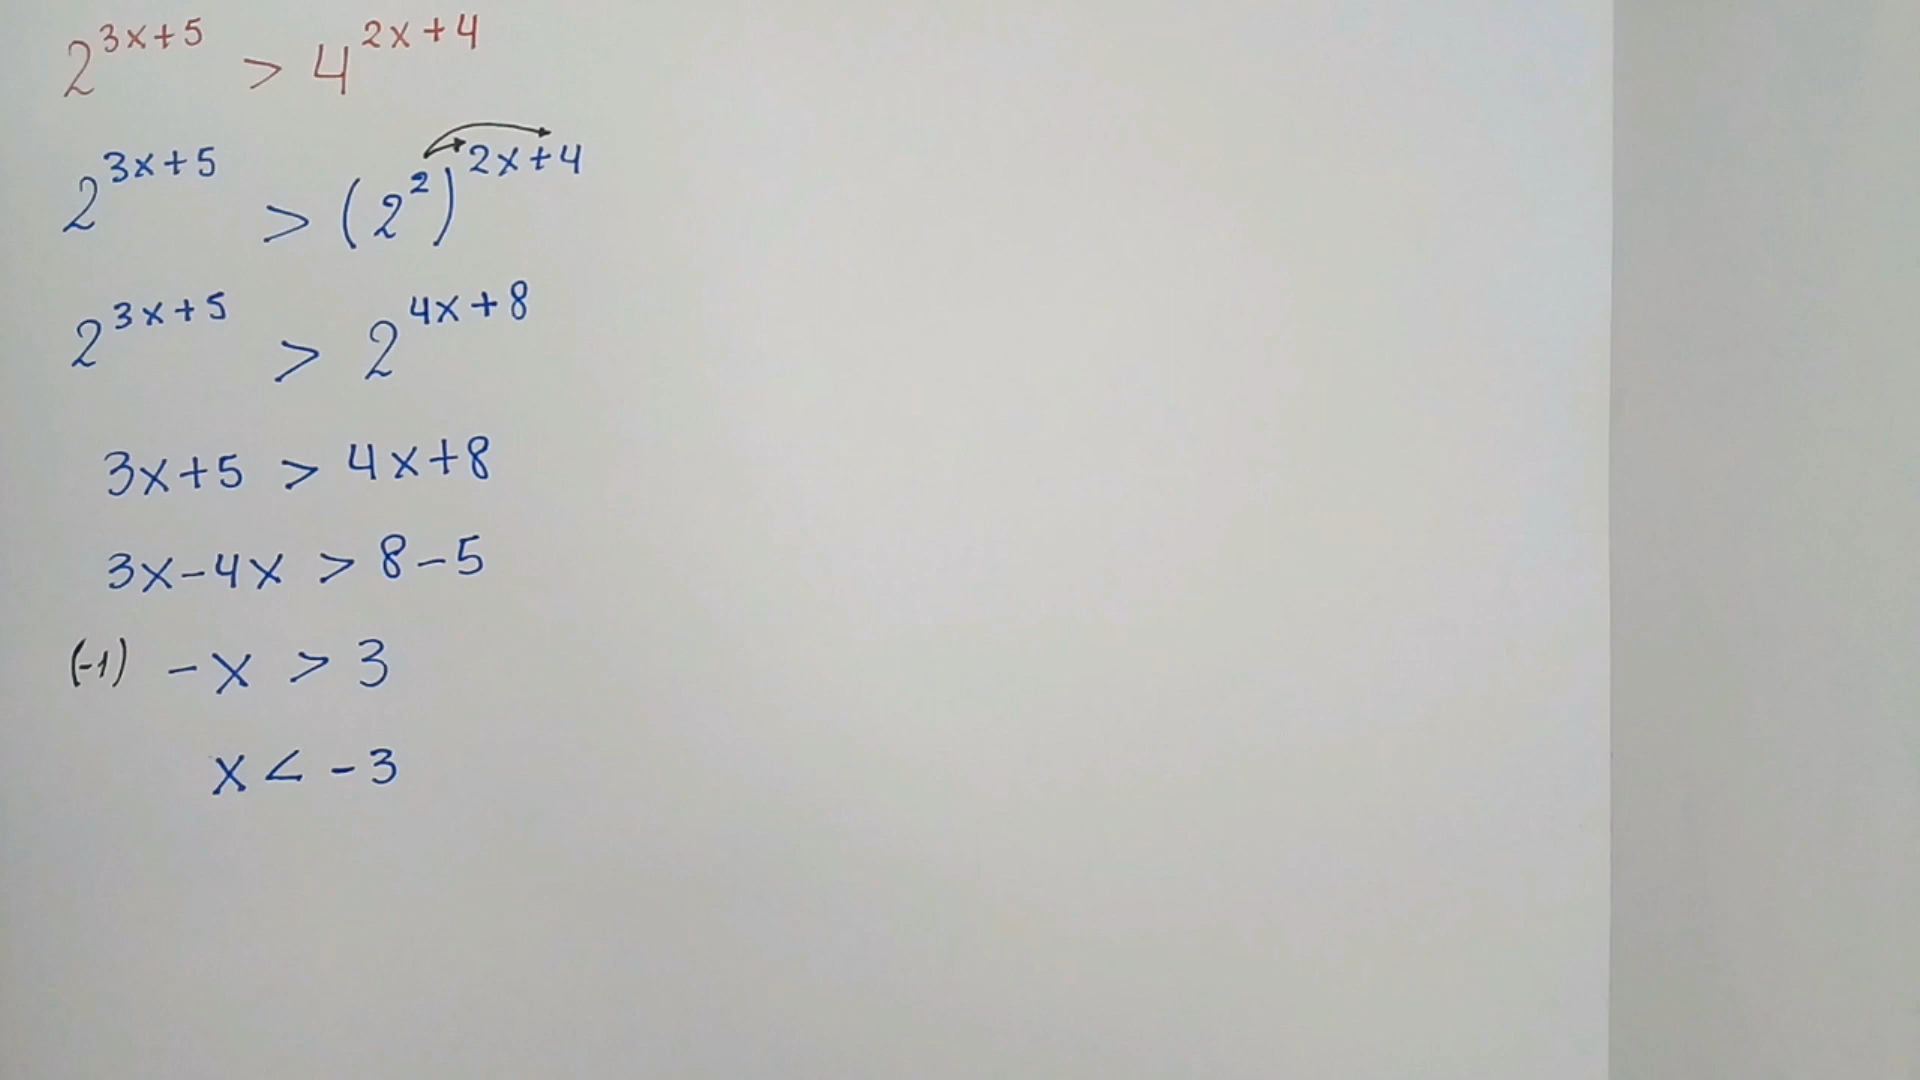 2^{3x+5} > 4^{2x+4}
2^{3x+5} > (2^2)^{2x+4}
2^{3x+5} > 2^{4x+8}
3x+5 > 4x+8
3x-4x > 8-5
(-1) -x > 3
x < -3